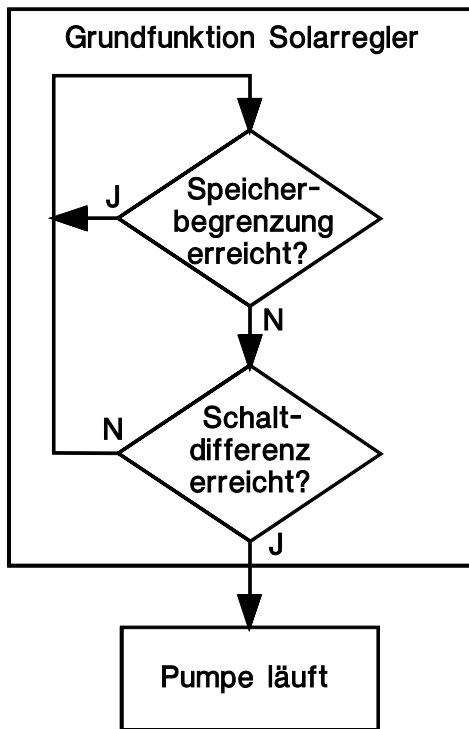 Grundfunktion Solarregler
J
Speicher-
begrenzung
erreicht?
N
N
Schalt-
differenz
erreicht?
J
Pumpe läuft